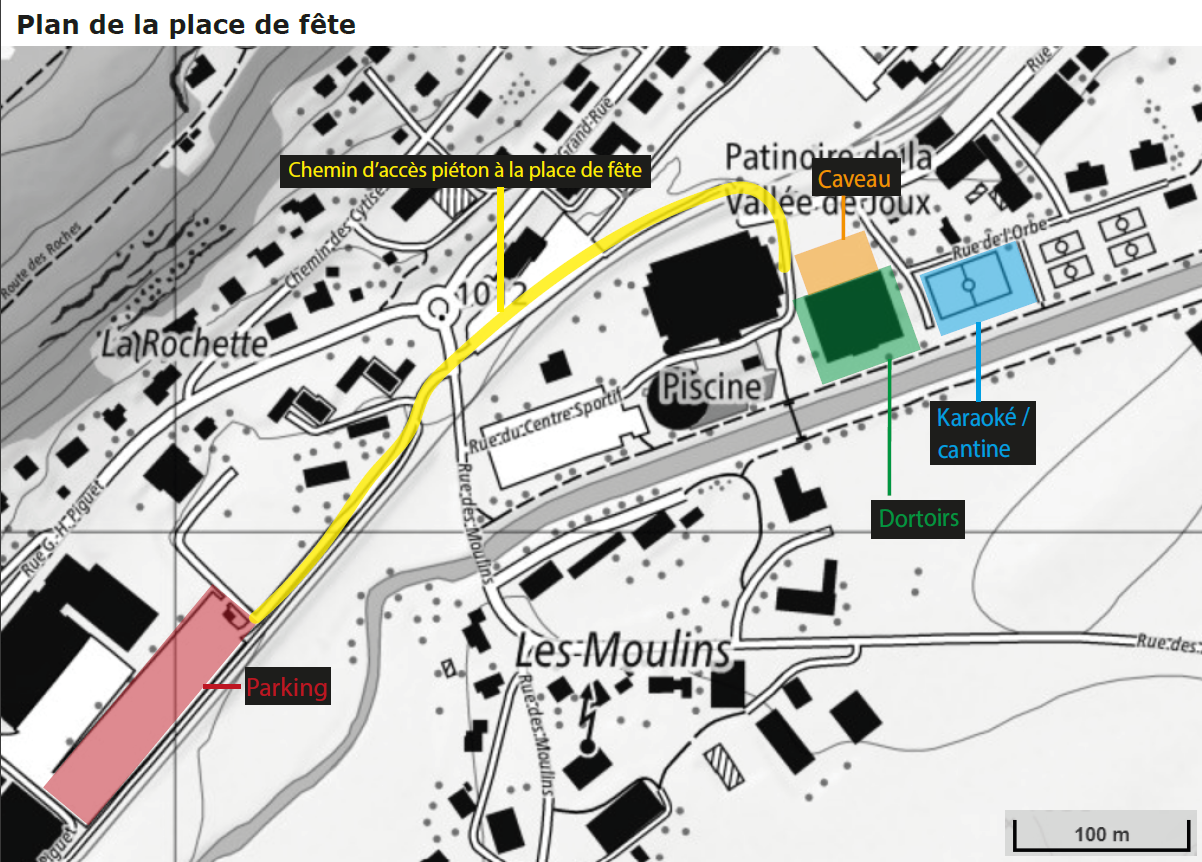 Plan de la place de fête
Rue
Grand-Rue
Chemin d'accès piéton à la place de fête
Patinoire de la
Vallée de Joux
Caveau
Route des Roches
Chemin des Cytises
Rue de l'Orbe
La Rochette
Piscine
Rue du Centre Sportif
Karaoké /
cantine
Rue G.-H. Piguet
Rue des Moulins
Dortoirs
Les Moulins
Rue des
Parking
Rue des Moulins
Piguet
100 m